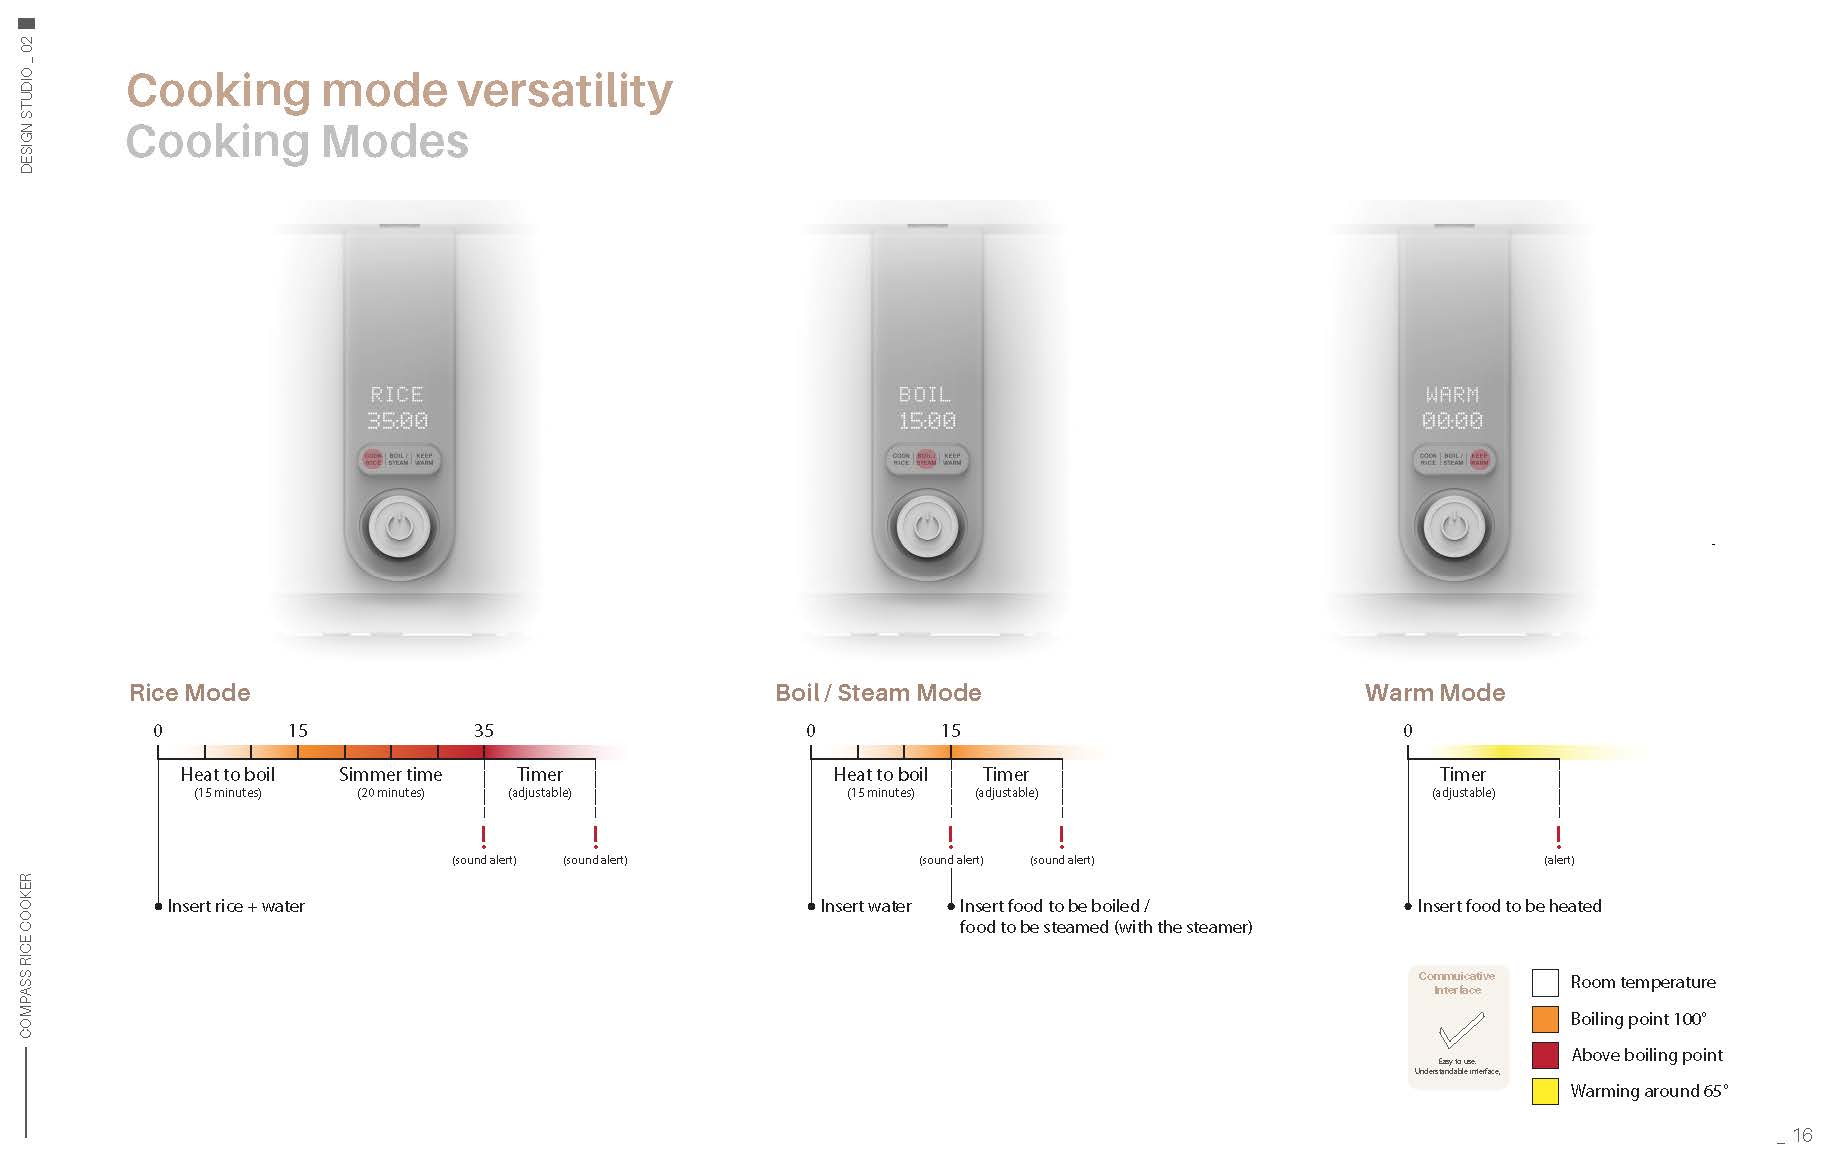 DESIGN STUDIO _ 02
Cooking mode versatility
Cooking Modes
RICE
35:00
COOK RICE | BOIL / STEAM | KEEP WARM
BOIL
15:00
COOK RICE | BOIL / STEAM | KEEP WARM
WARM
00:00
COOK RICE | BOIL / STEAM | KEEP WARM
-
Rice Mode
0 15 35
Heat to boil Simmer time Timer
(15 minutes) (20 minutes) (adjustable)
! !
(sound alert) (sound alert)
Insert rice + water
Boil / Steam Mode
0 15
Heat to boil Timer
(15 minutes) (adjustable)
! !
(sound alert) (sound alert)
Insert water
Insert food to be boiled /
food to be steamed (with the steamer)
Warm Mode
0
Timer
(adjustable)
!
(alert)
Insert food to be heated
Commuicative
Interface
Easy to use.
Understandable interface,
Room temperature
Boiling point 100°
Above boiling point
Warming around 65°
COMPASS RICE COOKER
_ 16